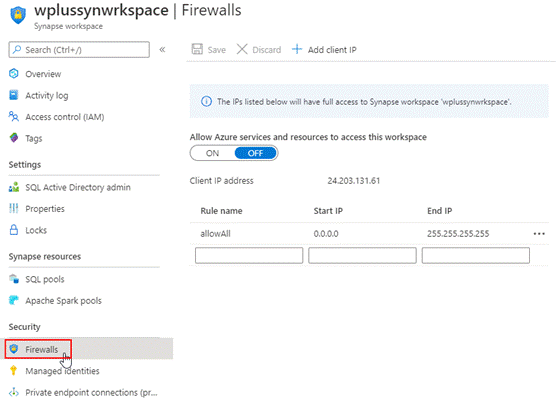 wplussynwrkspace | Firewalls
Synapse workspace
Search (Ctrl+/)
«
Overview
Activity log
Access control (IAM)
Tags
Settings
SQL Active Directory admin
Properties
Locks
Synapse resources
SQL pools
Apache Spark pools
Security
Firewalls
Managed identities
Private endpoint connections (pr...
Save Discard Add client IP
The IPs listed below will have full access to Synapse workspace 'wplussynwrkspace'.
Allow Azure services and resources to access this workspace
ON OFF
Client IP address 24.203.131.61
Rule name Start IP End IP
allowAll 0.0.0.0 255.255.255.255 ...